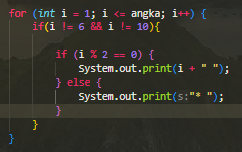 for (int i = 1; i <= angka; i++) {
if(i != 6 && i != 10){
if (i % 2 == 0) {
System.out.print(i + " ");
} else {
System.out.print(s:"* ");
}
}
}